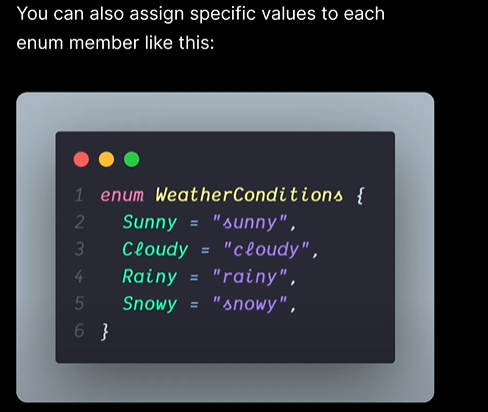 You can also assign specific values to each
enum member like this:
1 enum WeatherConditions {
2 Sunny = "sunny",
3 Cloudy = "cloudy",
4 Rainy = "rainy",
5 Snowy = "snowy",
6 }